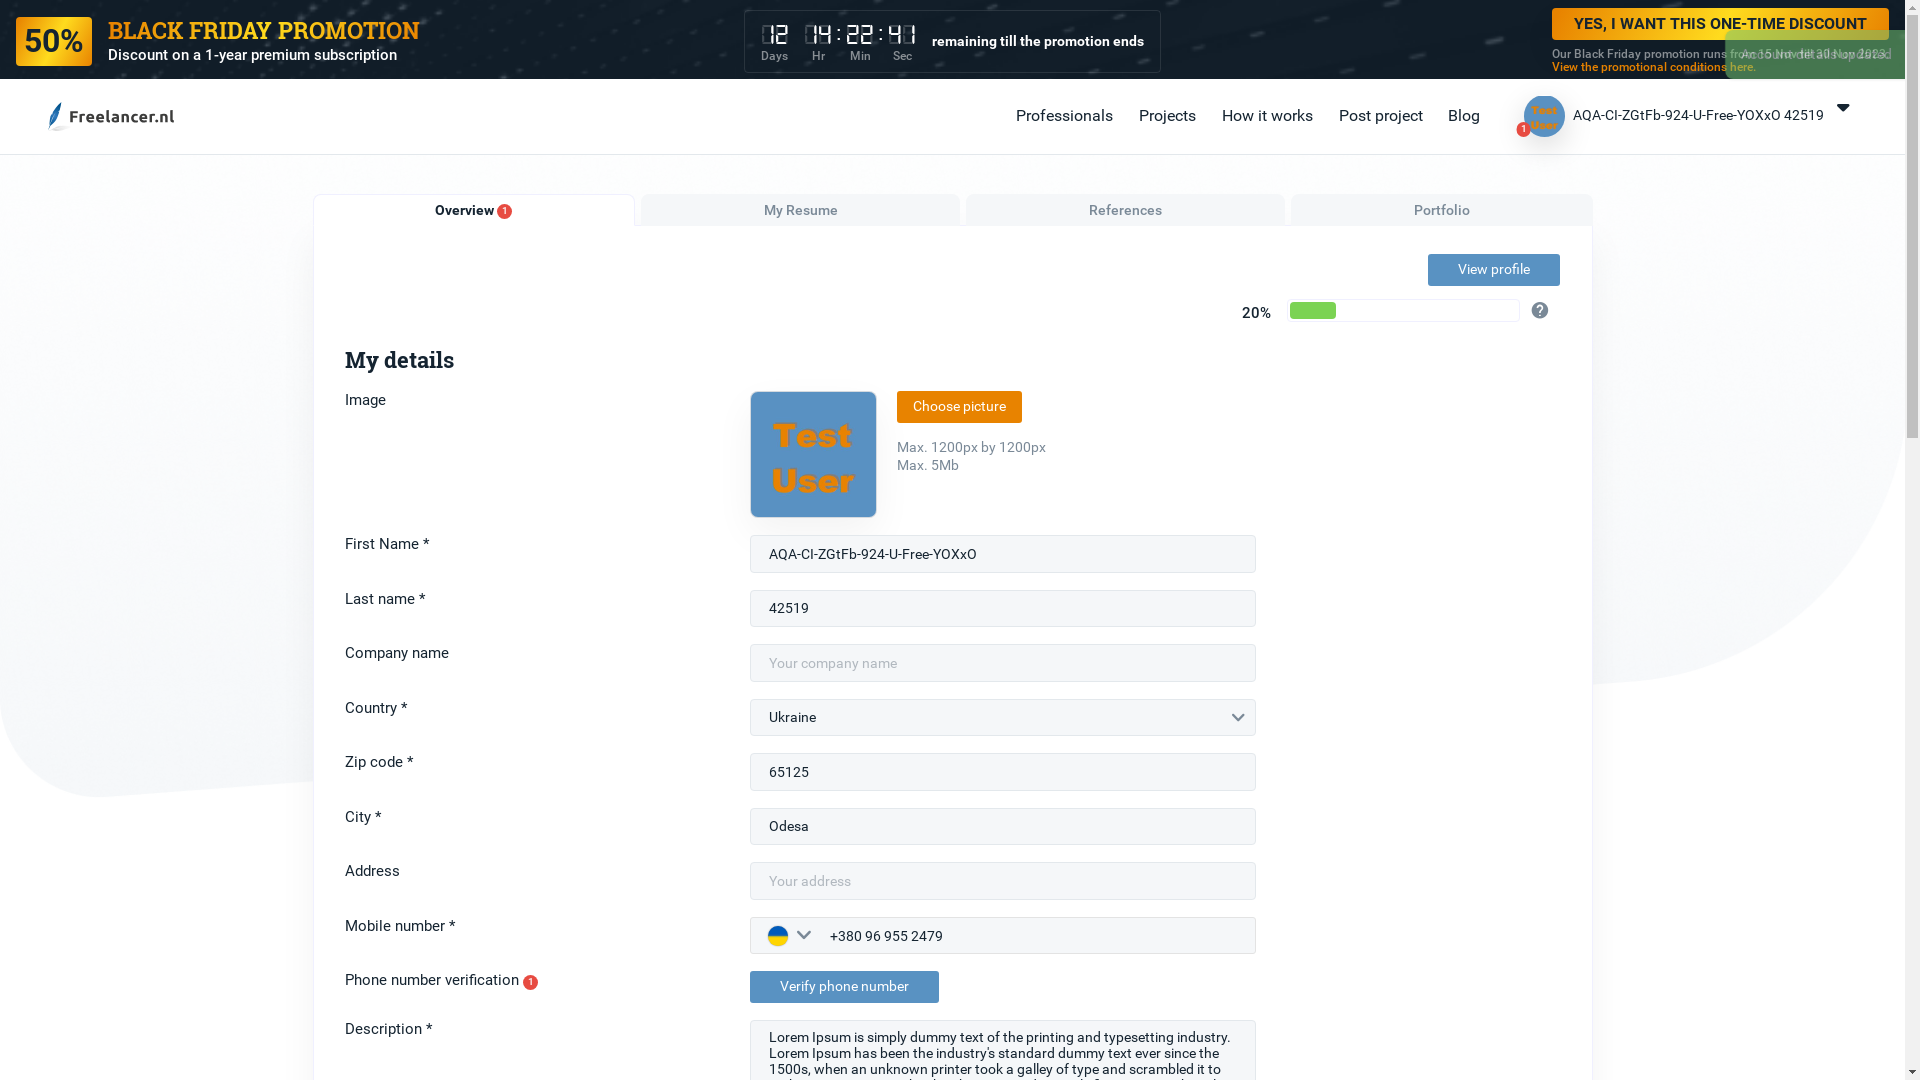 50%
BLACK FRIDAY PROMOTION
Discount on a 1-year premium subscription
12 14 : 22 : 41
Days Hr Min Sec
remaining till the promotion ends
YES, I WANT THIS ONE-TIME DISCOUNT
Our Black Friday promotion runs from 15 Nov till 30 Nov 2023.
View the promotional conditions here.
Account details updated
Freelancer.nl
Professionals
Projects
How it works
Post project
Blog
Test User
1
AQA-CI-ZGtFb-924-U-Free-YOXxO 42519
Overview 1
My Resume
References
Portfolio
View profile
20%
?
My details
Image
Test
User
Choose picture
Max. 1200px by 1200px
Max. 5Mb
First Name *
AQA-CI-ZGtFb-924-U-Free-YOXxO
Last name *
42519
Company name
Your company name
Country *
Ukraine
Zip code *
65125
City *
Odesa
Address
Your address
Mobile number *
+380 96 955 2479
Phone number verification 1
Verify phone number
Description *
Lorem Ipsum is simply dummy text of the printing and typesetting industry.
Lorem Ipsum has been the industry's standard dummy text ever since the
1500s, when an unknown printer took a galley of type and scrambled it to